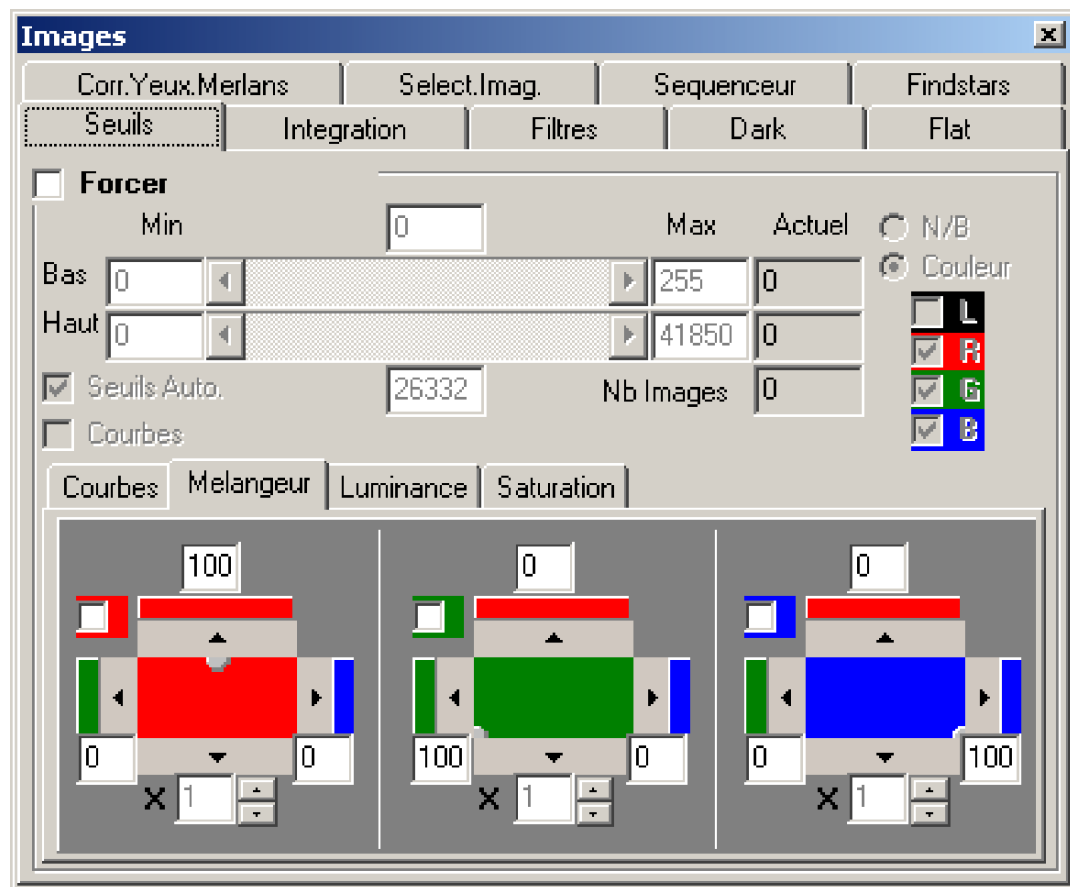 Images
Corr.Yeux.Merlans Select.Imag. Sequenceur Findstars
Seuils Integration Filtres Dark Flat
Forcer
Min 0 Max Actuel N/B
Bas 0 255 0 Couleur
Haut 0 41850 0 L
R
Seuils Auto. 26332 Nb Images 0 G
Courbes B
Courbes Melangeur Luminance Saturation
100 0 0
0 0 100 0 0 100
X 1 X 1 X 1